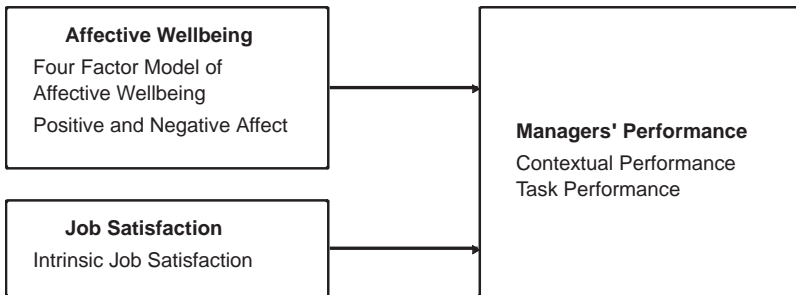 Affective Wellbeing
Four Factor Model of
Affective Wellbeing
Positive and Negative Affect
Job Satisfaction
Intrinsic Job Satisfaction
Managers' Performance
Contextual Performance
Task Performance